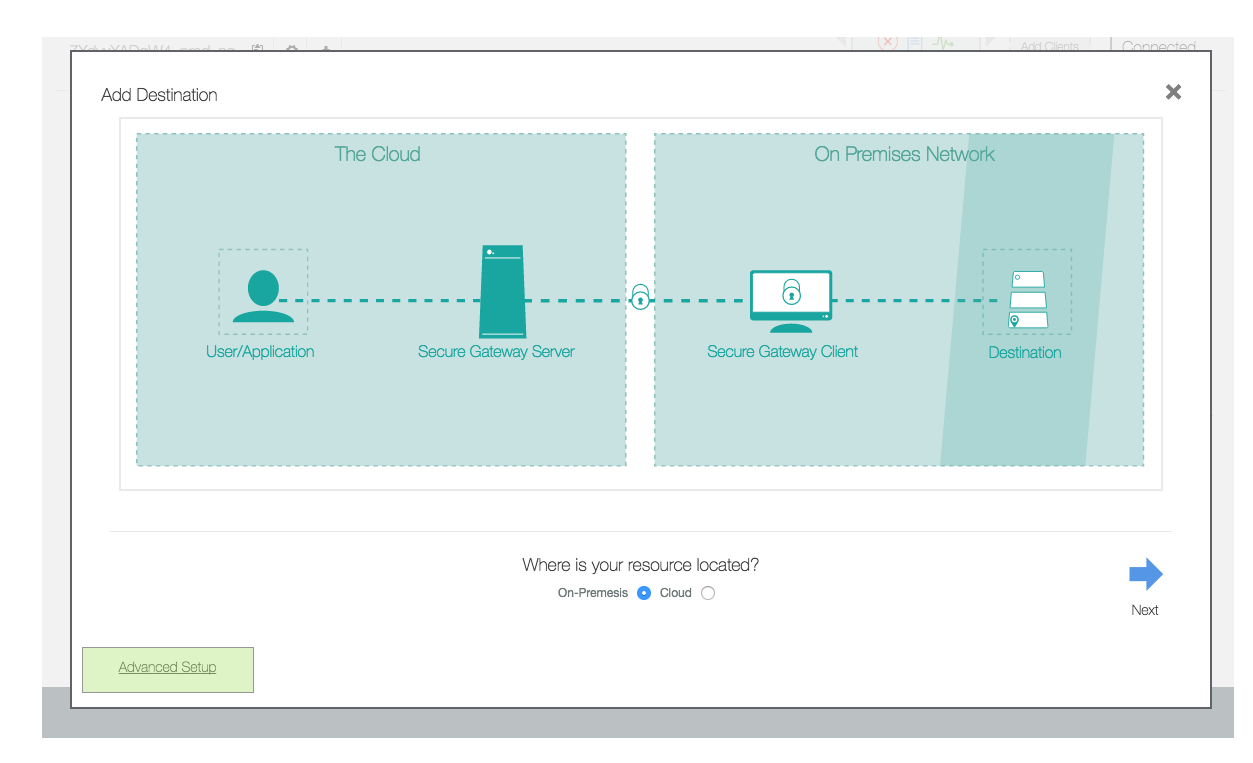 Add Clients
Connected
Add Destination
The Cloud
On Premises Network
User/Application
Secure Gateway Server
Secure Gateway Client
Destination
Where is your resource located?
On-Premesis
Cloud
Next
Advanced Setup